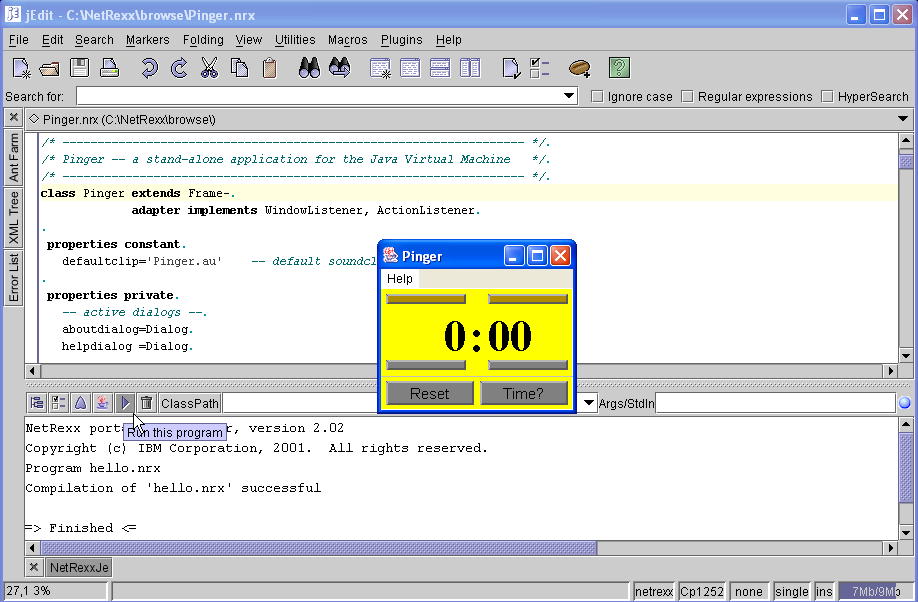 jEdit - C:\NetRexx\browse\Pinger.nrx
File Edit Search Markers Folding View Utilities Macros Plugins Help
Search for: Ignore case Regular expressions HyperSearch
Pinger.nrx (C:\NetRexx\browse\)
Ant Farm
XML Tree
Error List
/* ------------------------------------------------------------- */.
/* Pinger -- a stand-alone application for the Java Virtual Machine */.
/* ------------------------------------------------------------- */.
class Pinger extends Frame-.
adapter implements WindowListener, ActionListener.
.
properties constant.
defaultclip='Pinger.au' -- default soundcl
.
properties private.
-- active dialogs --.
aboutdialog=Dialog.
helpdialog =Dialog.
Pinger
Help
0:00
Reset Time?
ClassPath Args/StdIn
Run this program
NetRexx port r, version 2.02
Copyright (c) IBM Corporation, 2001. All rights reserved.
Program hello.nrx
Compilation of 'hello.nrx' successful
=> Finished <=
NetRexxJe
27,1 3% netrexx Cp1252 none single ins 7Mb/9Mb